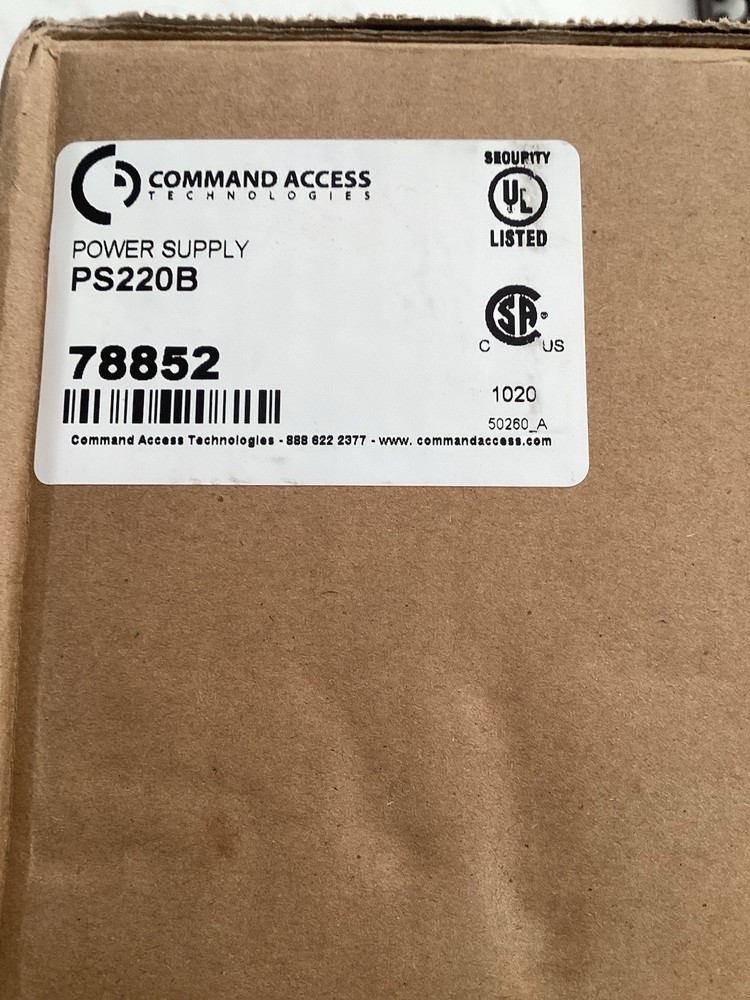 COMMAND ACCESS
TECHNOLOGIES
SECURITY
UL
LISTED
POWER SUPPLY
PS220B
SA
C US
78852
1020
50260_A
Command Access Technologies - 888 622 2377 - www. commandaccess.com